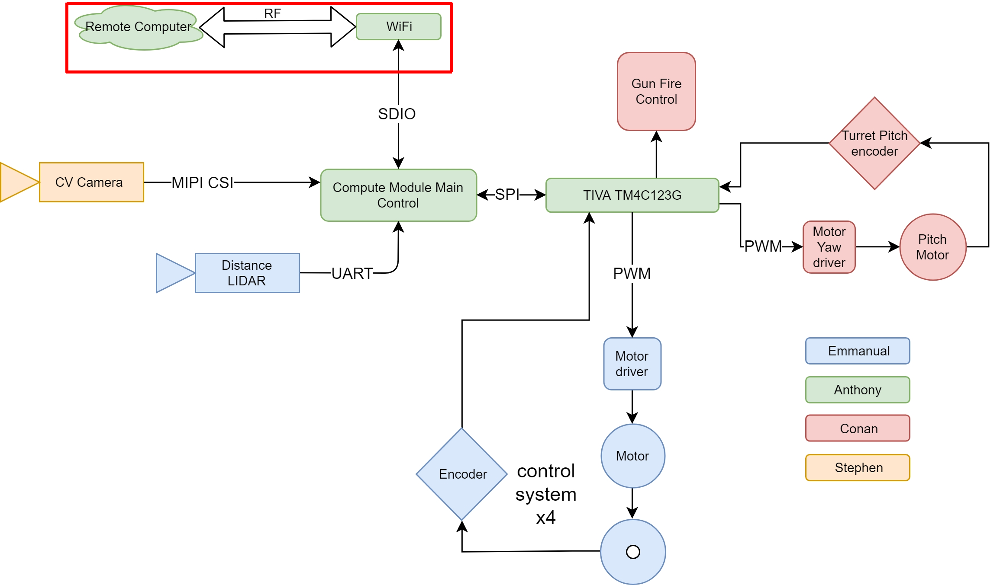 RF
Remote Computer
WiFi
Gun Fire
Control
SDIO
Turret Pitch
encoder
CV Camera
MIPI CSI
Compute Module Main
Control
SPI
TIVA TM4C123G
Motor
Yaw
driver
Pitch
Motor
PWM
Distance
LIDAR
UART
PWM
Motor
driver
Emmanual
Anthony
Conan
Stephen
Motor
Encoder
control
system
x4